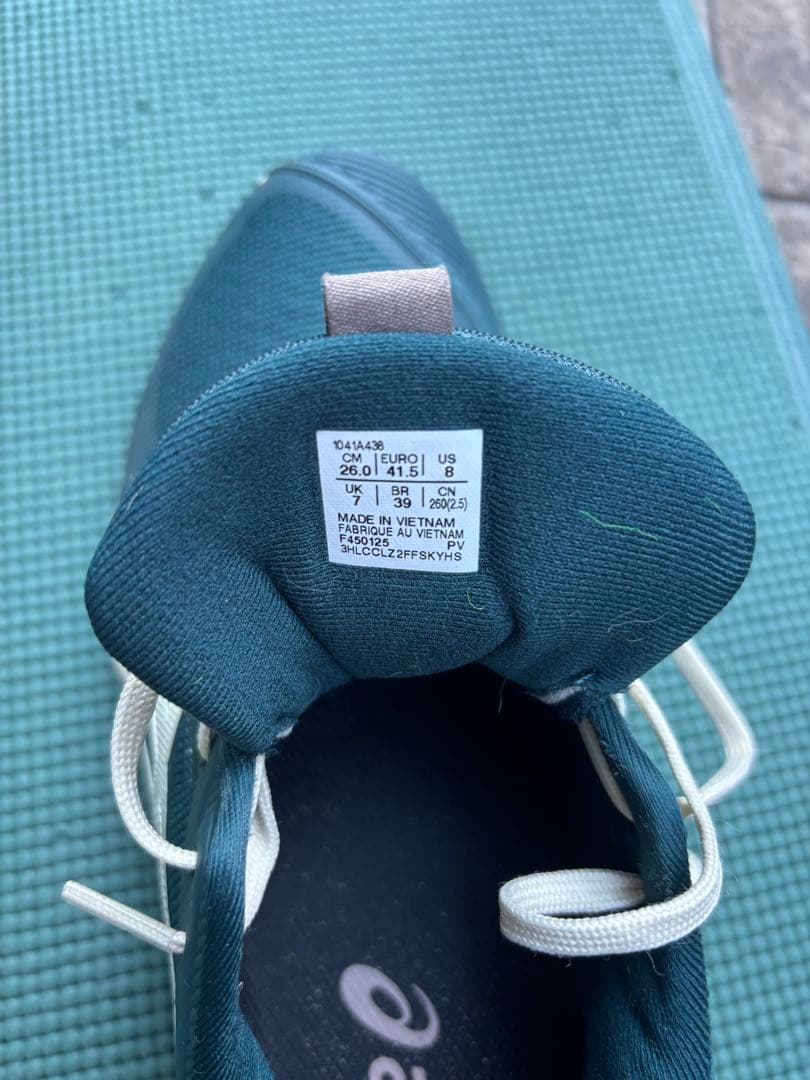 1041A438
CM | EURO | US
26.0 | 41.5 | 8
UK | BR | CN
7 | 39 | 260(2.5)
MADE IN VIETNAM
FABRIQUE AU VIETNAM
F450125 PV
3HLCCLZ2FFSKYHS